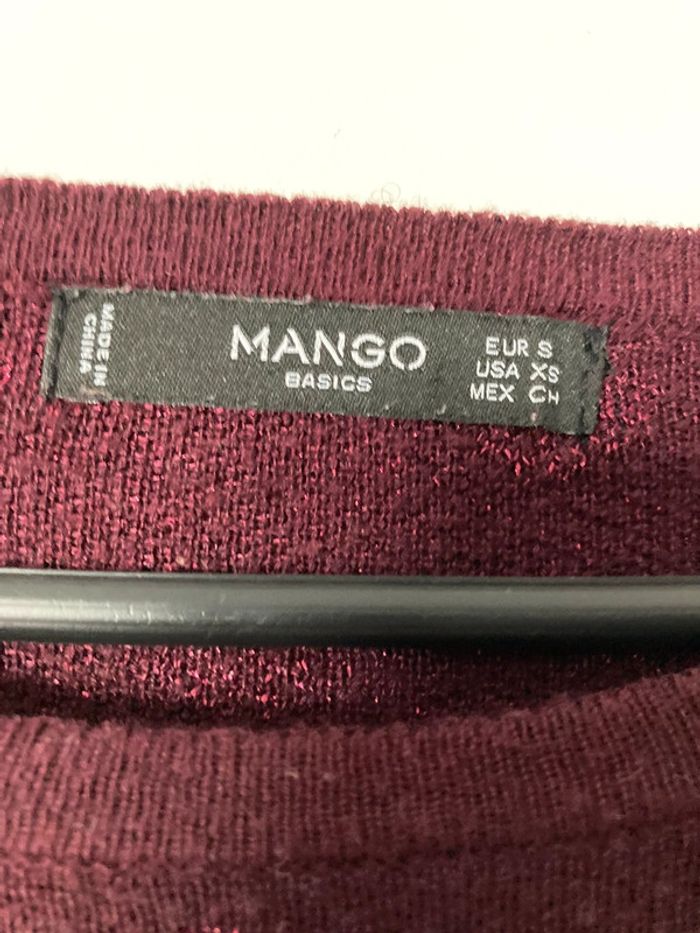 MADE IN
CHINA
MANGO
BASICS
EUR S
USA XS
MEX CH